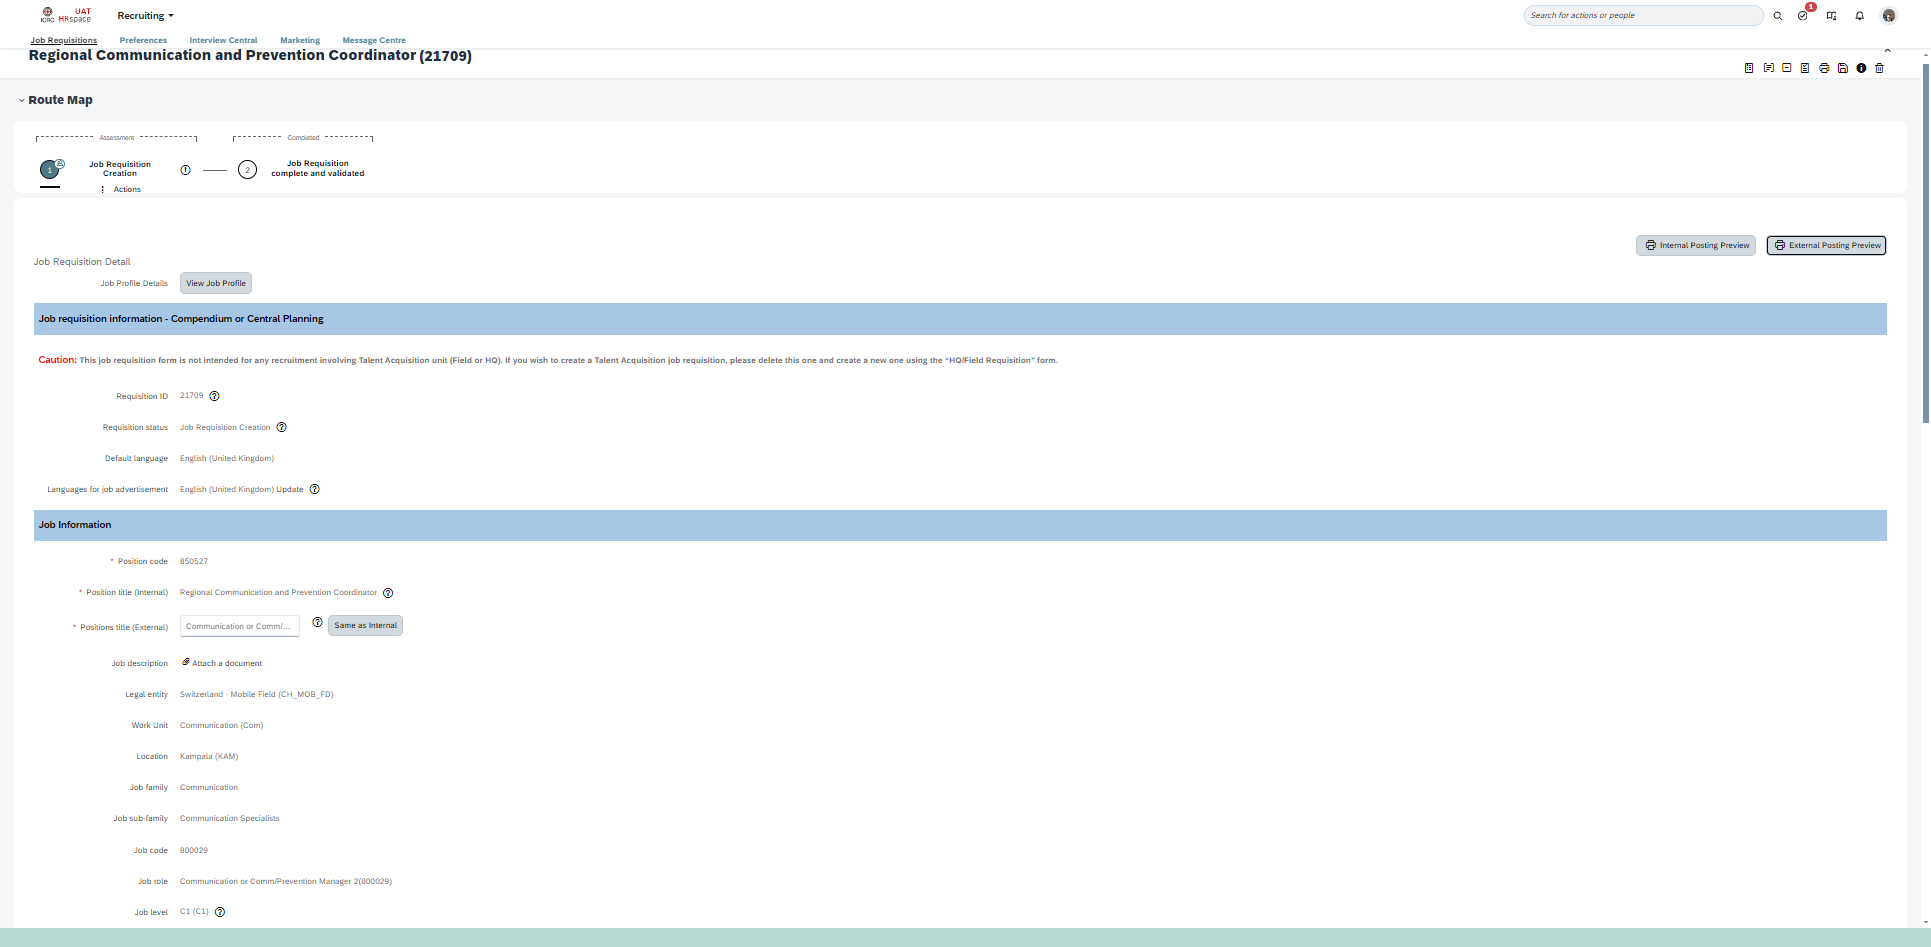 ICRC
UAT
HRspace
Recruiting
Search for actions or people
1
Job Requisitions
Preferences
Interview Central
Marketing
Message Centre
Regional Communication and Prevention Coordinator (21709)
Route Map
Assessment
Completed
1
Job Requisition
Creation
2
Job Requisition
complete and validated
Actions
Internal Posting Preview
External Posting Preview
Job Requisition Detail
Job Profile Details
View Job Profile
Job requisition information - Compendium or Central Planning
Caution: This job requisition form is not intended for any recruitment involving Talent Acquisition unit (Field or HQ). If you wish to create a Talent Acquisition job requisition, please delete this one and create a new one using the “HQ/Field Requisition” form.
Requisition ID 21709
Requisition status Job Requisition Creation
Default language English (United Kingdom)
Languages for job advertisement English (United Kingdom) Update
Job Information
* Position code 850527
* Position title (Internal) Regional Communication and Prevention Coordinator
* Positions title (External) Communication or Comm/... Same as Internal
Job description Attach a document
Legal entity Switzerland - Mobile Field (CH_MOB_FD)
Work Unit Communication (Com)
Location Kampala (KAM)
Job family Communication
Job sub-family Communication Specialists
Job code 800029
Job role Communication or Comm/Prevention Manager 2(800029)
Job level C1 (C1)